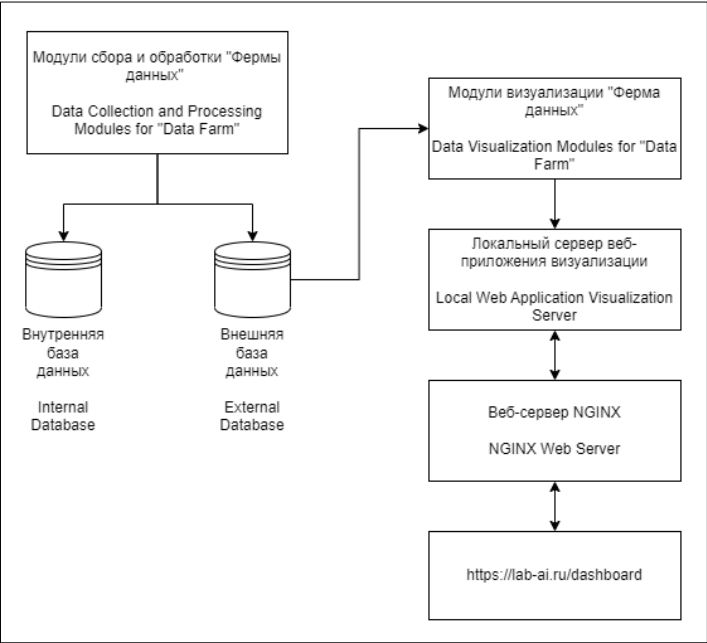 Модули сбора и обработки "Фермы
данных"
Data Collection and Processing
Modules for "Data Farm"
Внутренняя
база
данных
Internal
Database
Внешняя
база
данных
External
Database
Модули визуализации "Ферма
данных"
Data Visualization Modules for "Data
Farm"
Локальный сервер веб-
приложения визуализации
Local Web Application Visualization
Server
Веб-сервер NGINX
NGINX Web Server
https://lab-ai.ru/dashboard